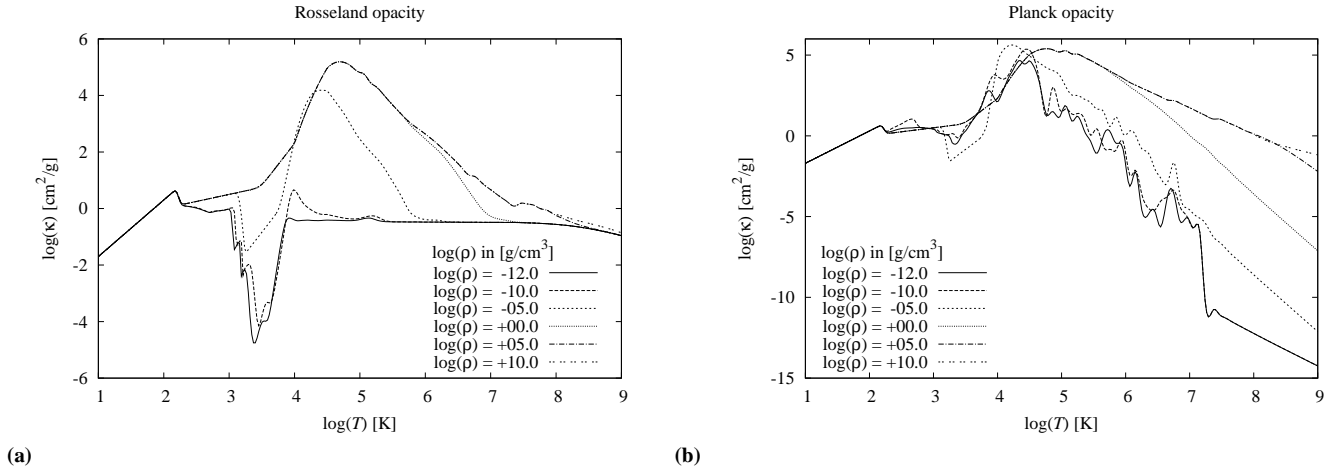 Rosseland opacity
6
4
2
0
-2
-4
-6
log(κ) [cm²/g]
log(ρ) in [g/cm³]
log(ρ) = -12.0
log(ρ) = -10.0
log(ρ) = -05.0
log(ρ) = +00.0
log(ρ) = +05.0
log(ρ) = +10.0
1 2 3 4 5 6 7 8 9
log(T) [K]
(a)
Planck opacity
5
0
-5
-10
-15
log(κ) [cm²/g]
log(ρ) in [g/cm³]
log(ρ) = -12.0
log(ρ) = -10.0
log(ρ) = -05.0
log(ρ) = +00.0
log(ρ) = +05.0
log(ρ) = +10.0
1 2 3 4 5 6 7 8 9
log(T) [K]
(b)